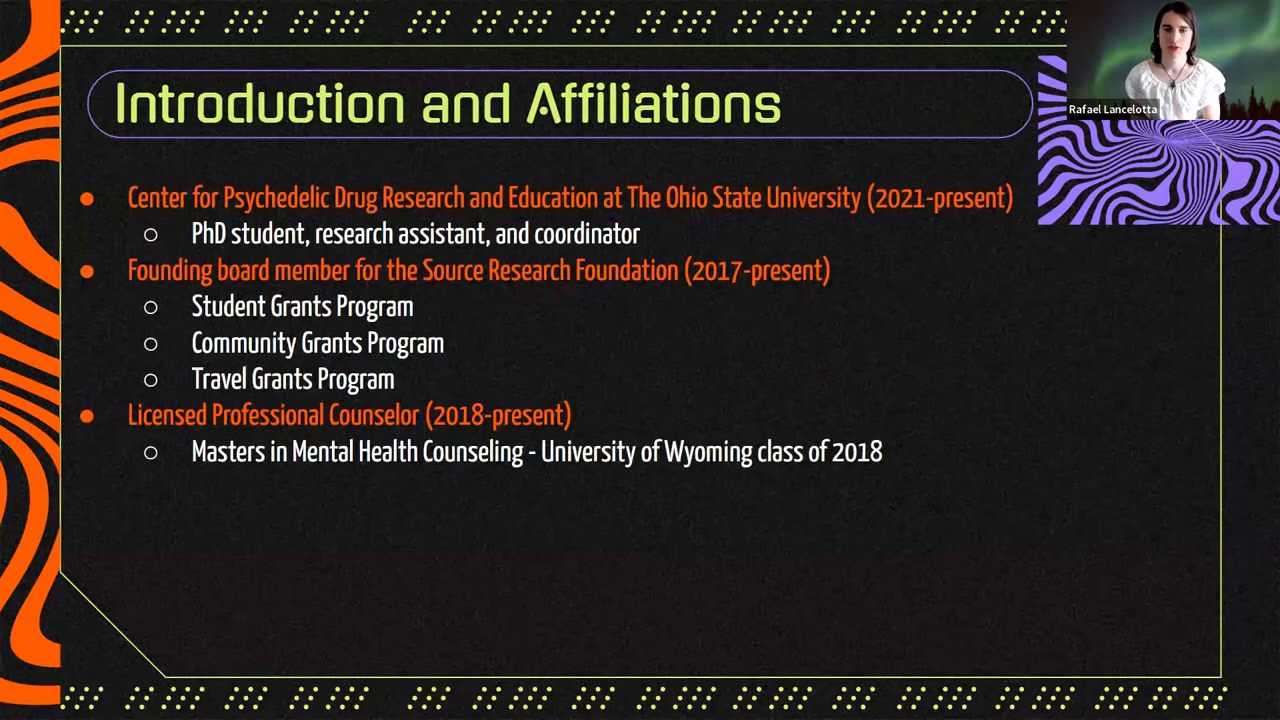 Introduction and Affiliations
Rafael Lancelotta
● Center for Psychedelic Drug Research and Education at The Ohio State University (2021-present)
○ PhD student, research assistant, and coordinator
● Founding board member for the Source Research Foundation (2017-present)
○ Student Grants Program
○ Community Grants Program
○ Travel Grants Program
● Licensed Professional Counselor (2018-present)
○ Masters in Mental Health Counseling - University of Wyoming class of 2018